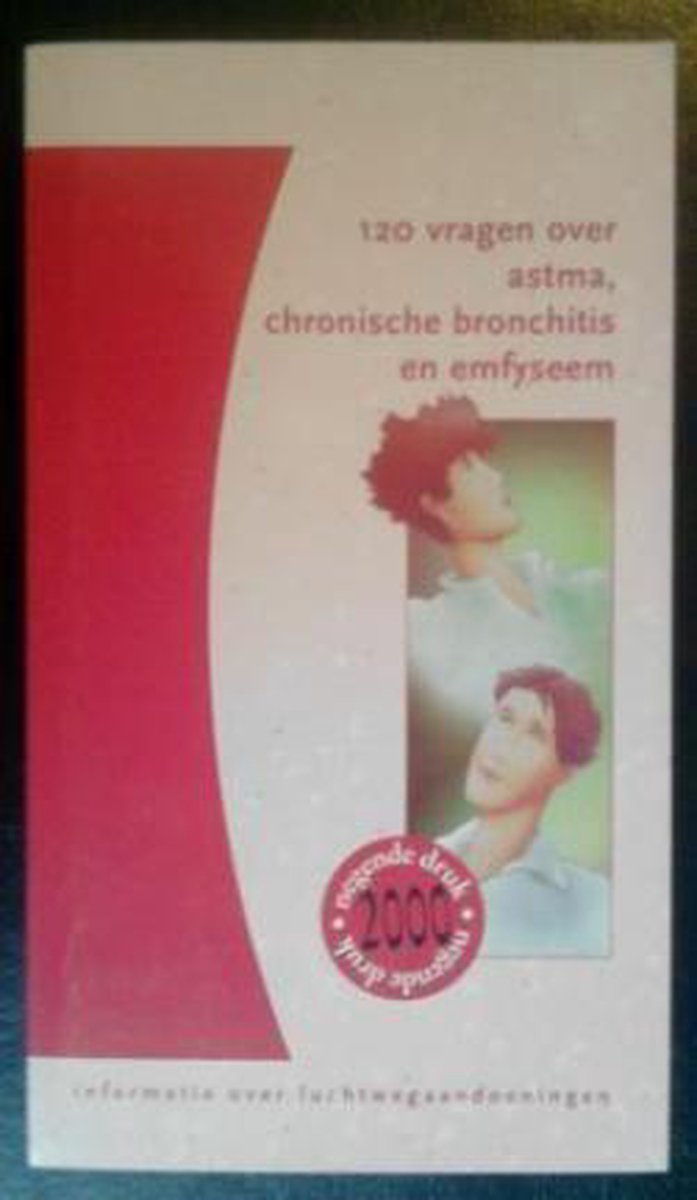 120 vragen over
astma,
chronische bronchitis
en emfyseem
negende druk
2000
negende druk
informatie over luchtwegaandoeningen